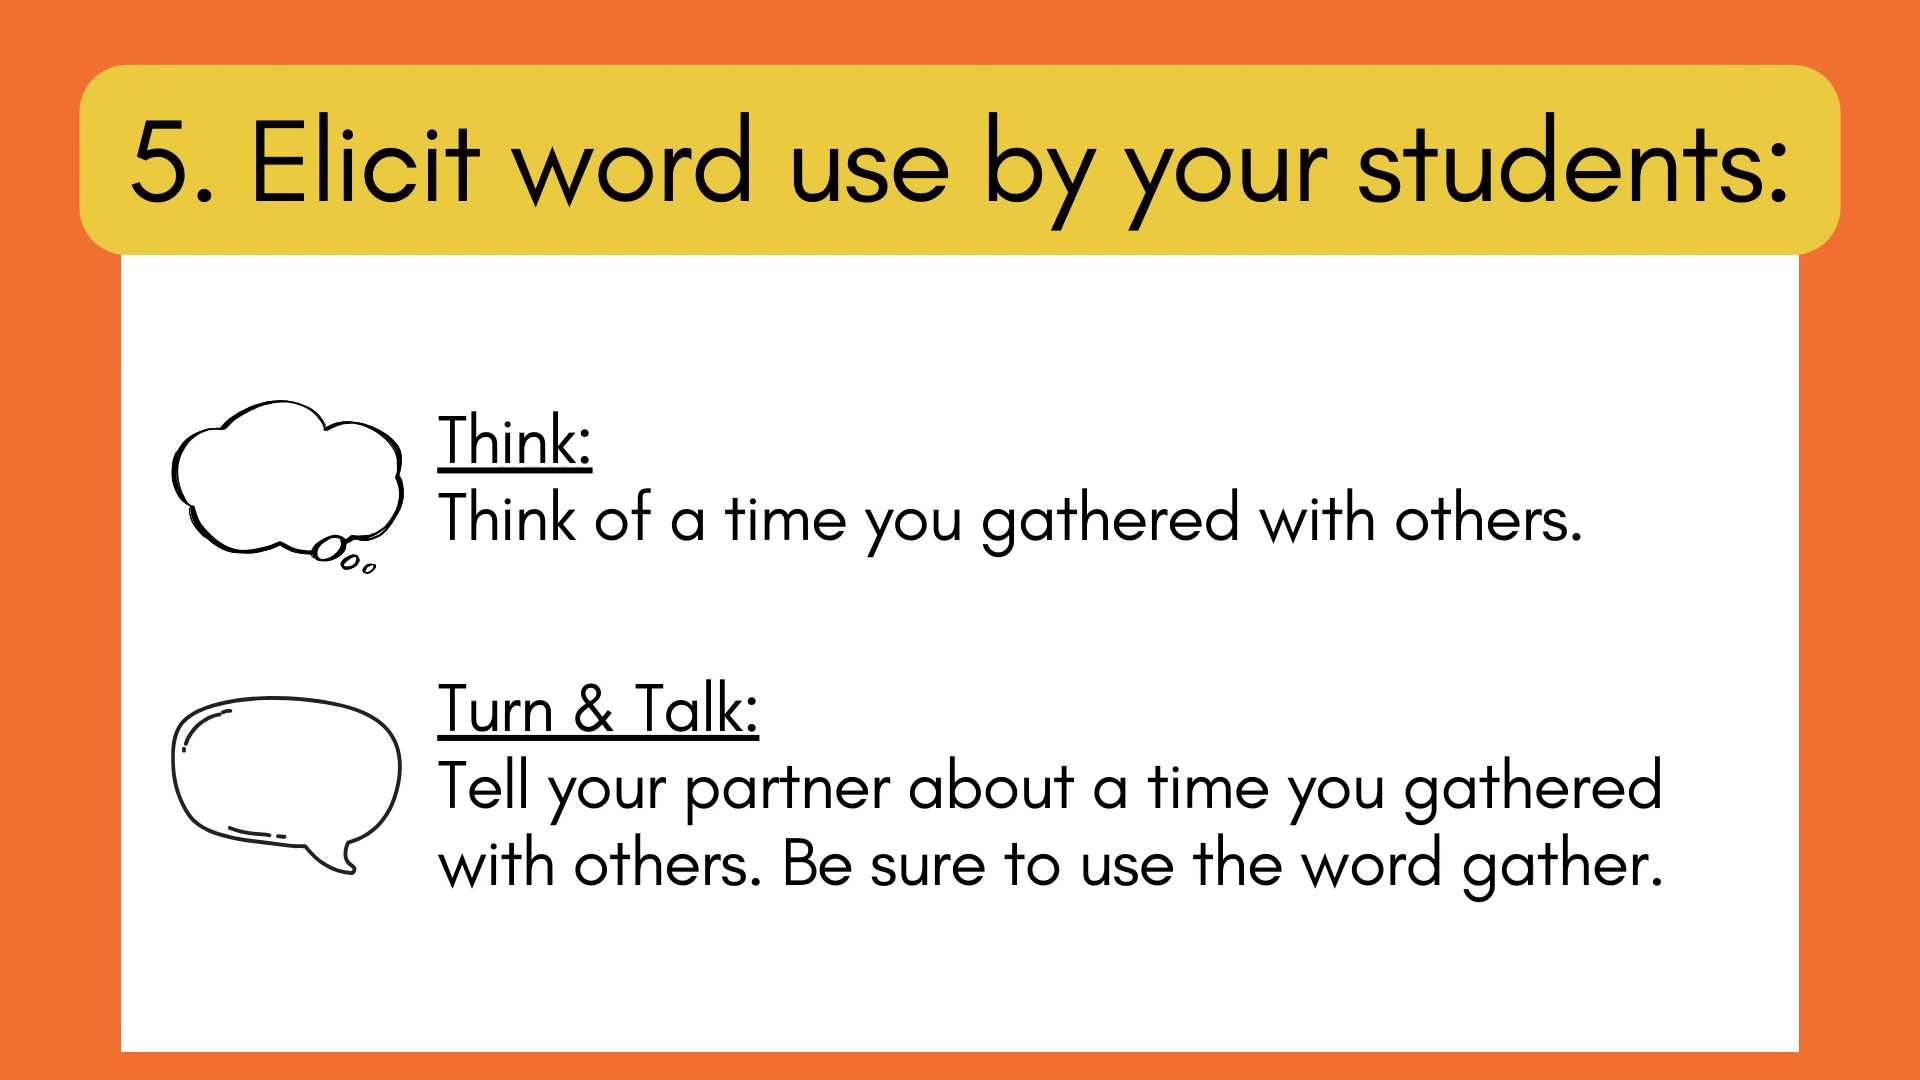 5. Elicit word use by your students:
Think:
Think of a time you gathered with others.
Turn & Talk:
Tell your partner about a time you gathered
with others. Be sure to use the word gather.